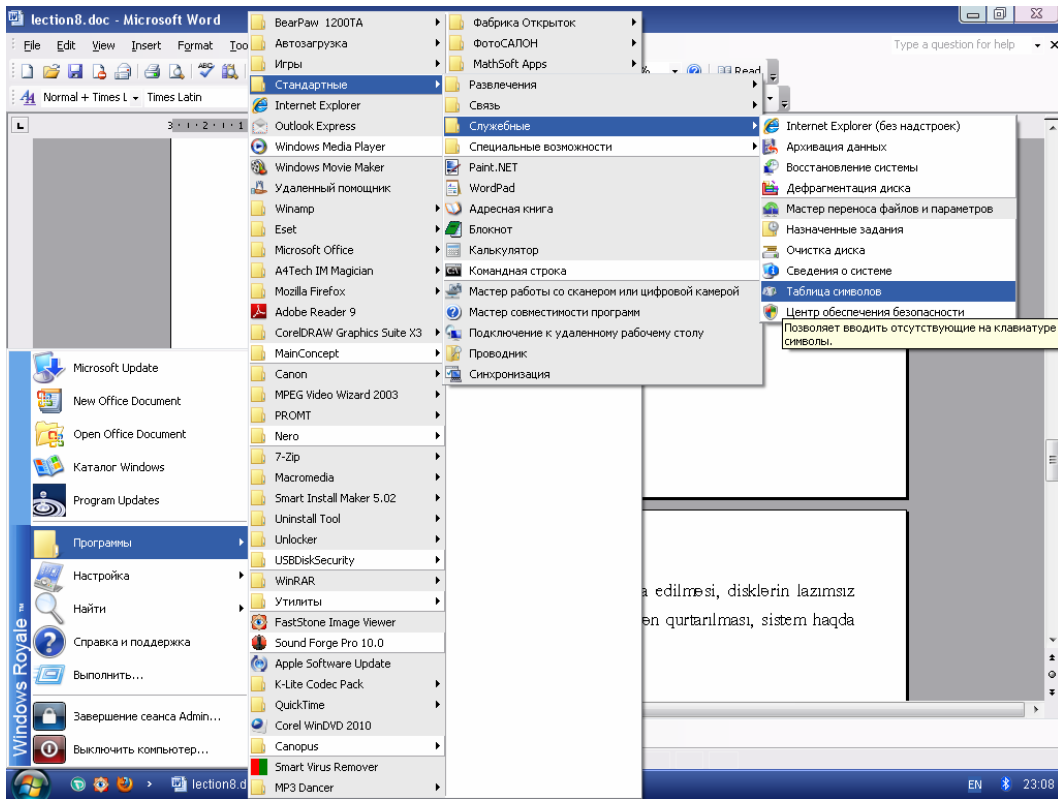 lection8.doc - Microsoft Word
File Edit View Insert Format Too
Type a question for help
Read
Normal + Times L Times Latin
3 · 1 · 2 · 1 · 1
BearPaw 1200TA
Автозагрузка
Игры
Стандартные
Internet Explorer
Outlook Express
Windows Media Player
Windows Movie Maker
Удаленный помощник
Winamp
Eset
Microsoft Office
A4Tech IM Magician
Mozilla Firefox
Adobe Reader 9
CorelDRAW Graphics Suite X3
MainConcept
Canon
MPEG Video Wizard 2003
PROMT
Nero
7-Zip
Macromedia
Smart Install Maker 5.02
Uninstall Tool
Unlocker
USBDiskSecurity
WinRAR
Утилиты
FastStone Image Viewer
Sound Forge Pro 10.0
Apple Software Update
K-Lite Codec Pack
QuickTime
Corel WinDVD 2010
Canopus
Smart Virus Remover
MP3 Dancer
Фабрика Открыток
ФотоСАЛОН
MathSoft Apps
Развлечения
Связь
Служебные
Специальные возможности
Paint.NET
WordPad
Адресная книга
Блокнот
Калькулятор
Командная строка
Мастер работы со сканером или цифровой камерой
Мастер совместимости программ
Подключение к удаленному рабочему столу
Проводник
Синхронизация
Internet Explorer (без надстроек)
Архивация данных
Восстановление системы
Дефрагментация диска
Мастер переноса файлов и параметров
Назначенные задания
Очистка диска
Сведения о системе
Таблица символов
Центр обеспечения безопасности
Позволяет вводить отсутствующие на клавиатуре
символы.
Microsoft Update
New Office Document
Open Office Document
Каталог Windows
Program Updates
Программы
Настройка
Найти
Справка и поддержка
Выполнить...
Завершение сеанса Admin...
Выключить компьютер...
Windows Royale ™
a edilməsi, disklərin lazımsız
ən qurtarılması, sistem haqda
lection8.d
EN 23:08